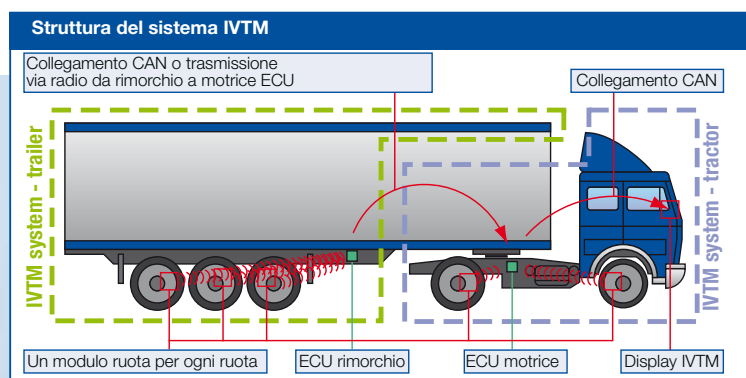 Struttura del sistema IVTM
Collegamento CAN o trasmissione
via radio da rimorchio a motrice ECU
Collegamento CAN
IVTM system - trailer
IVTM system - tractor
Un modulo ruota per ogni ruota
ECU rimorchio
ECU motrice
Display IVTM